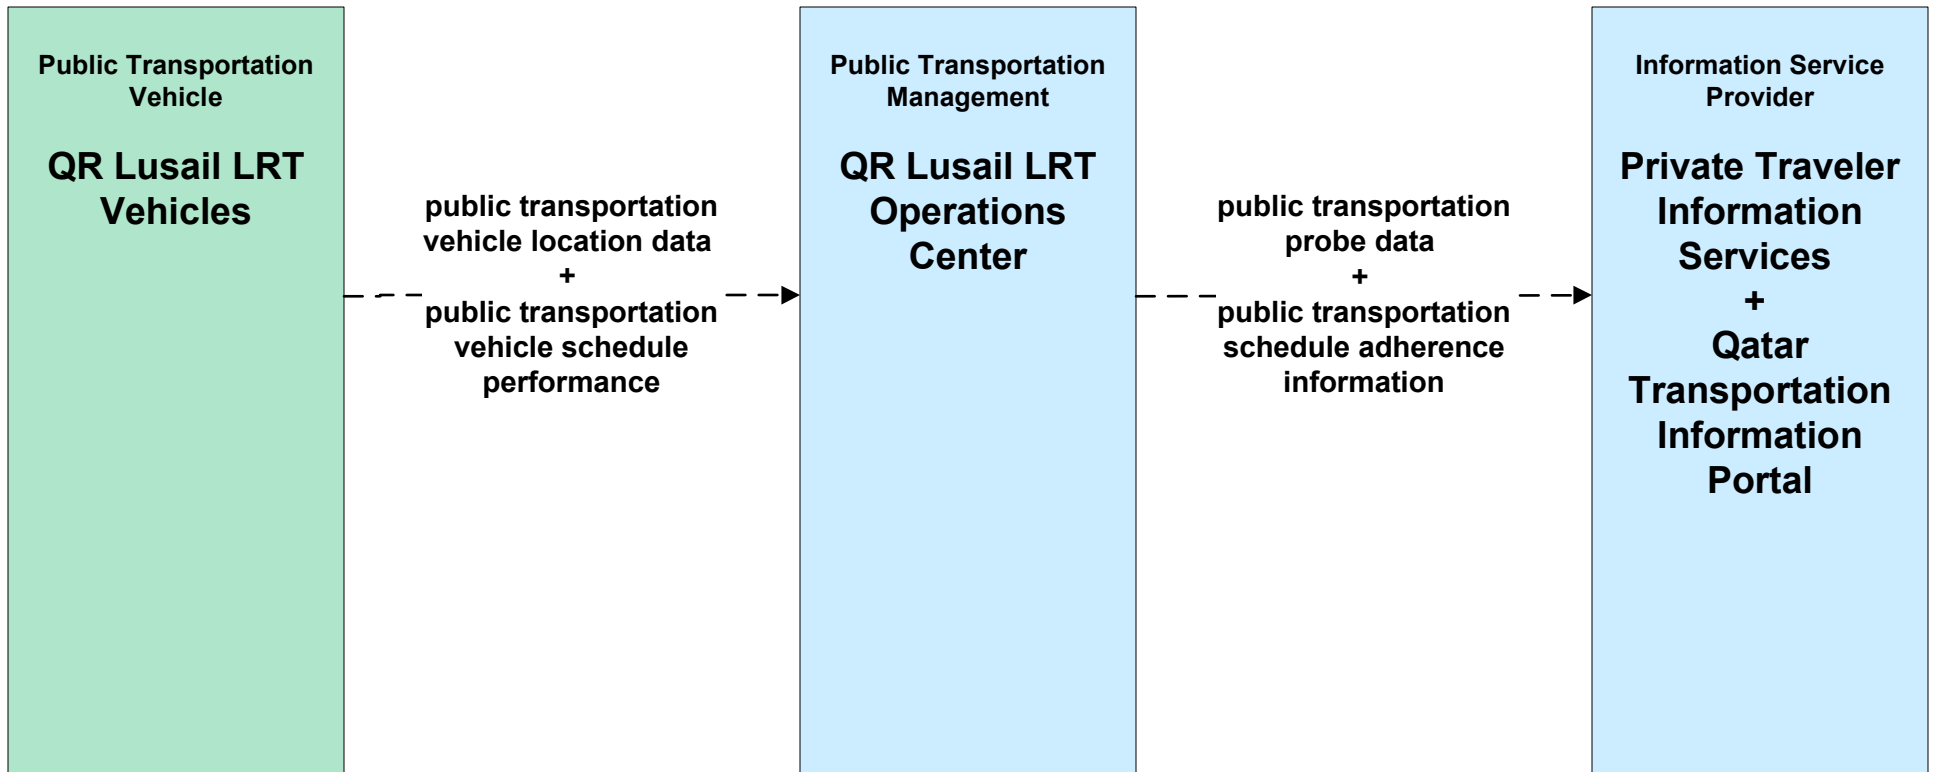 Public Transportation
Vehicle
QR Lusail LRT
Vehicles
public transportation
vehicle location data
+
public transportation
vehicle schedule
performance
Public Transportation
Management
QR Lusail LRT
Operations
Center
public transportation
probe data
+
public transportation
schedule adherence
information
Information Service
Provider
Private Traveler
Information
Services
+
Qatar
Transportation
Information
Portal